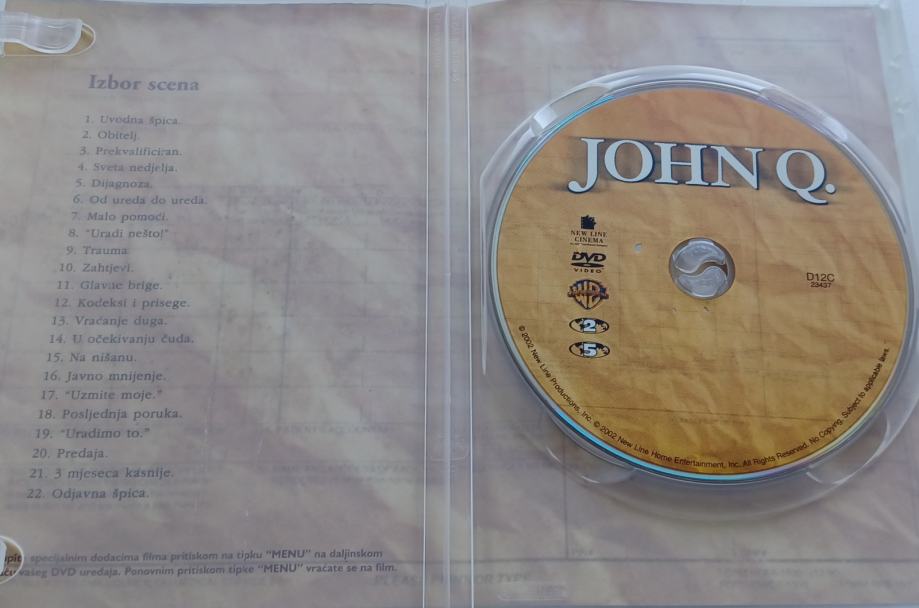 Izbor scena
1. Uvodna špica.
2. Obitelj.
3. Prekvalificiran.
4. Sveta nedjelja.
5. Dijagnoza.
6. Od ureda do ureda.
7. Malo pomoći.
8. "Uradi nešto!"
9. Trauma.
10. Zahtjevi.
11. Glavne brige.
12. Kodeksi i prisege.
13. Vraćanje duga.
14. U očekivanju čuda.
15. Na nišanu.
16. Javno mnijenje.
17. "Uzmite moje."
18. Posljednja poruka.
19. "Uradimo to."
20. Predaja.
21. 3 mjeseca kasnije.
22. Odjavna špica.
specijalnim dodacima filma pritiskom na tipku "MENU" na daljinskom
vašeg DVD uređaja. Ponovnim pritiskom tipke "MENU" vraćate se na film.
JOHN Q.
NEW LINE
CINEMA
DVD
VIDEO
D12C
23437
2
5
© 2002 New Line Productions, Inc. © 2002 New Line Home Entertainment, Inc. All Rights Reserved. No Copying. Subject to applicable laws.